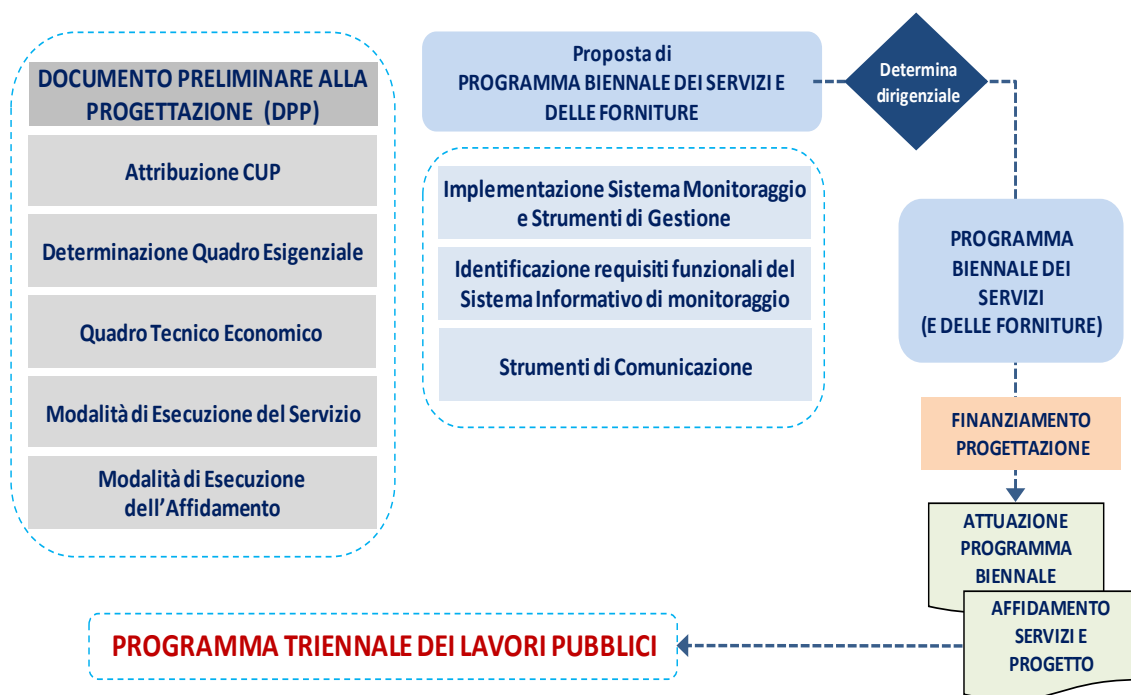 DOCUMENTO PRELIMINARE ALLA
PROGETTAZIONE (DPP)
Attribuzione CUP
Determinazione Quadro Esigenziale
Quadro Tecnico Economico
Modalità di Esecuzione del Servizio
Modalità di Esecuzione
dell'Affidamento
Proposta di
PROGRAMMA BIENNALE DEI SERVIZI E
DELLE FORNITURE
Implementazione Sistema Monitoraggio
e Strumenti di Gestione
Identificazione requisiti funzionali del
Sistema Informativo di monitoraggio
Strumenti di Comunicazione
Determina
dirigenziale
PROGRAMMA
BIENNALE DEI
SERVIZI
(E DELLE FORNITURE)
FINANZIAMENTO
PROGETTAZIONE
ATTUAZIONE
PROGRAMMA
BIENNALE
AFFIDAMENTO
SERVIZI E
PROGETTO
PROGRAMMA TRIENNALE DEI LAVORI PUBBLICI